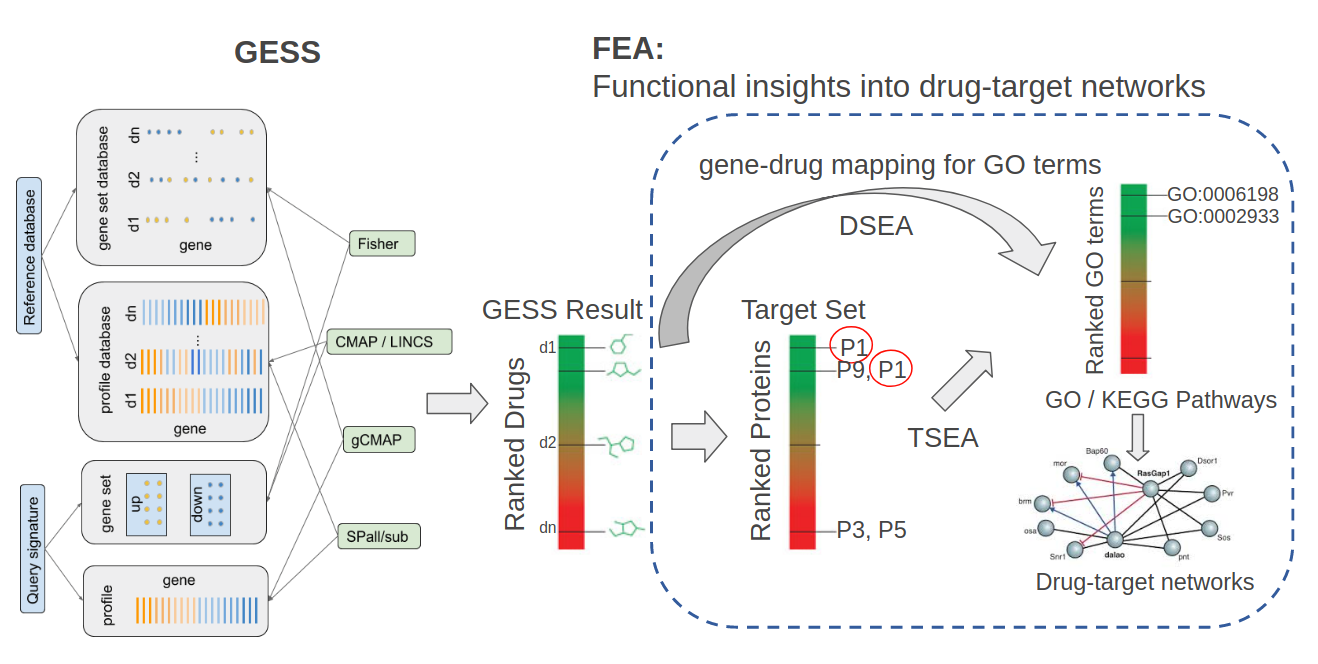 GESS
FEA:
Functional insights into drug-target networks
Reference database
gene set database
dn
...
d2
d1
gene
profile database
dn
...
d2
d1
gene
Query signature
gene set
up
down
gene
profile
Fisher
CMAP / LINCS
gCMAP
SPall/sub
GESS Result
Ranked Drugs
d1
d2
dn
gene-drug mapping for GO terms
DSEA
Target Set
Ranked Proteins
P1
P9, P1
P3, P5
TSEA
Ranked GO terms
GO:0006198
GO:0002933
GO / KEGG Pathways
Bap60
mor
RasGap1
Dsor1
brm
Pvr
osa
Sos
Snr1
dalao
pnt
Drug-target networks